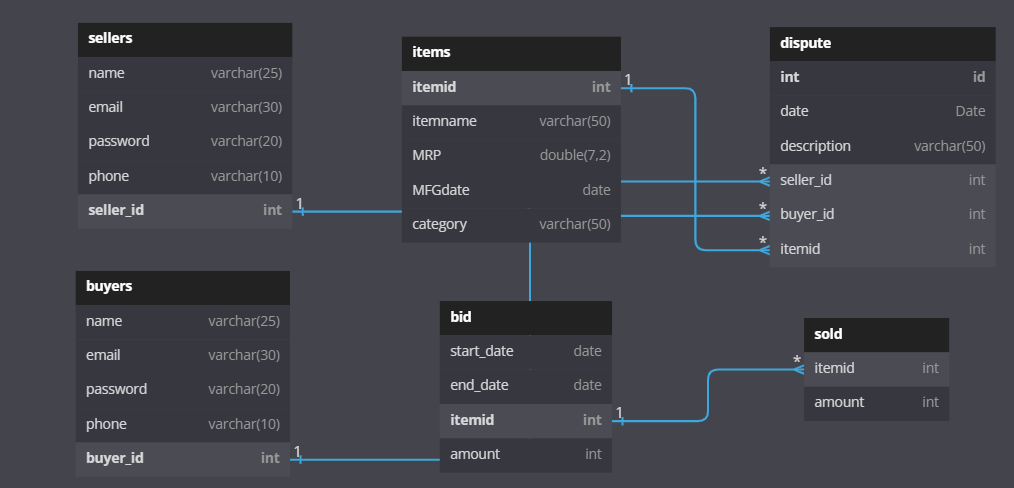 sellers
name varchar(25)
email varchar(30)
password varchar(20)
phone varchar(10)
seller_id int 1
items
itemid int 1
itemname varchar(50)
MRP double(7,2)
MFGdate date
category varchar(50)
dispute
int id
date Date
description varchar(50)
* seller_id int
* buyer_id int
* itemid int
buyers
name varchar(25)
email varchar(30)
password varchar(20)
phone varchar(10)
buyer_id int 1
bid
start_date date
end_date date
itemid int 1
amount int
sold
* itemid int
amount int